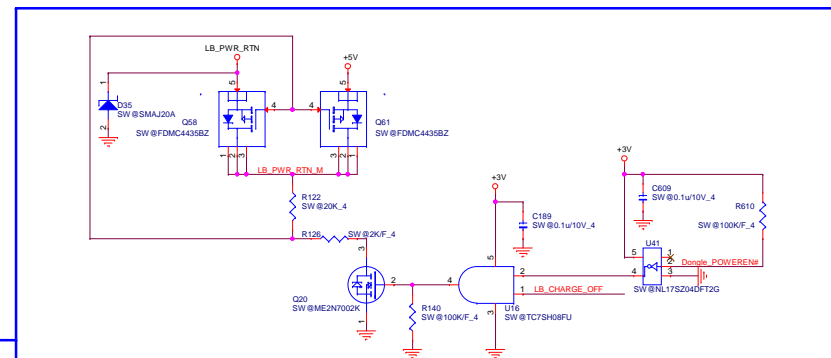 LB_PWR_RTN
+5V
1
5
5
D35
SW@SMAJ20A
2
4
4
Q58
SW@FDMC4435BZ
Q61
SW@FDMC4435BZ
1
2
3
3
2
1
LB_PWR_RTN_M
+3V
+3V
R122
SW@20K_4
C609
SW@0.1u/10V_4
R610
SW@100K/F_4
C189
SW@0.1u/10V_4
R126
SW@2K/F_4
U41
5
1
2
Dongle_POWEREN#
4
3
SW@NL17SZ04DFT2G
3
5
2
4
2
1
LB_CHARGE_OFF
Q20
SW@ME2N7002K
1
R140
SW@100K/F_4
3
U16
SW@TC7SH08FU